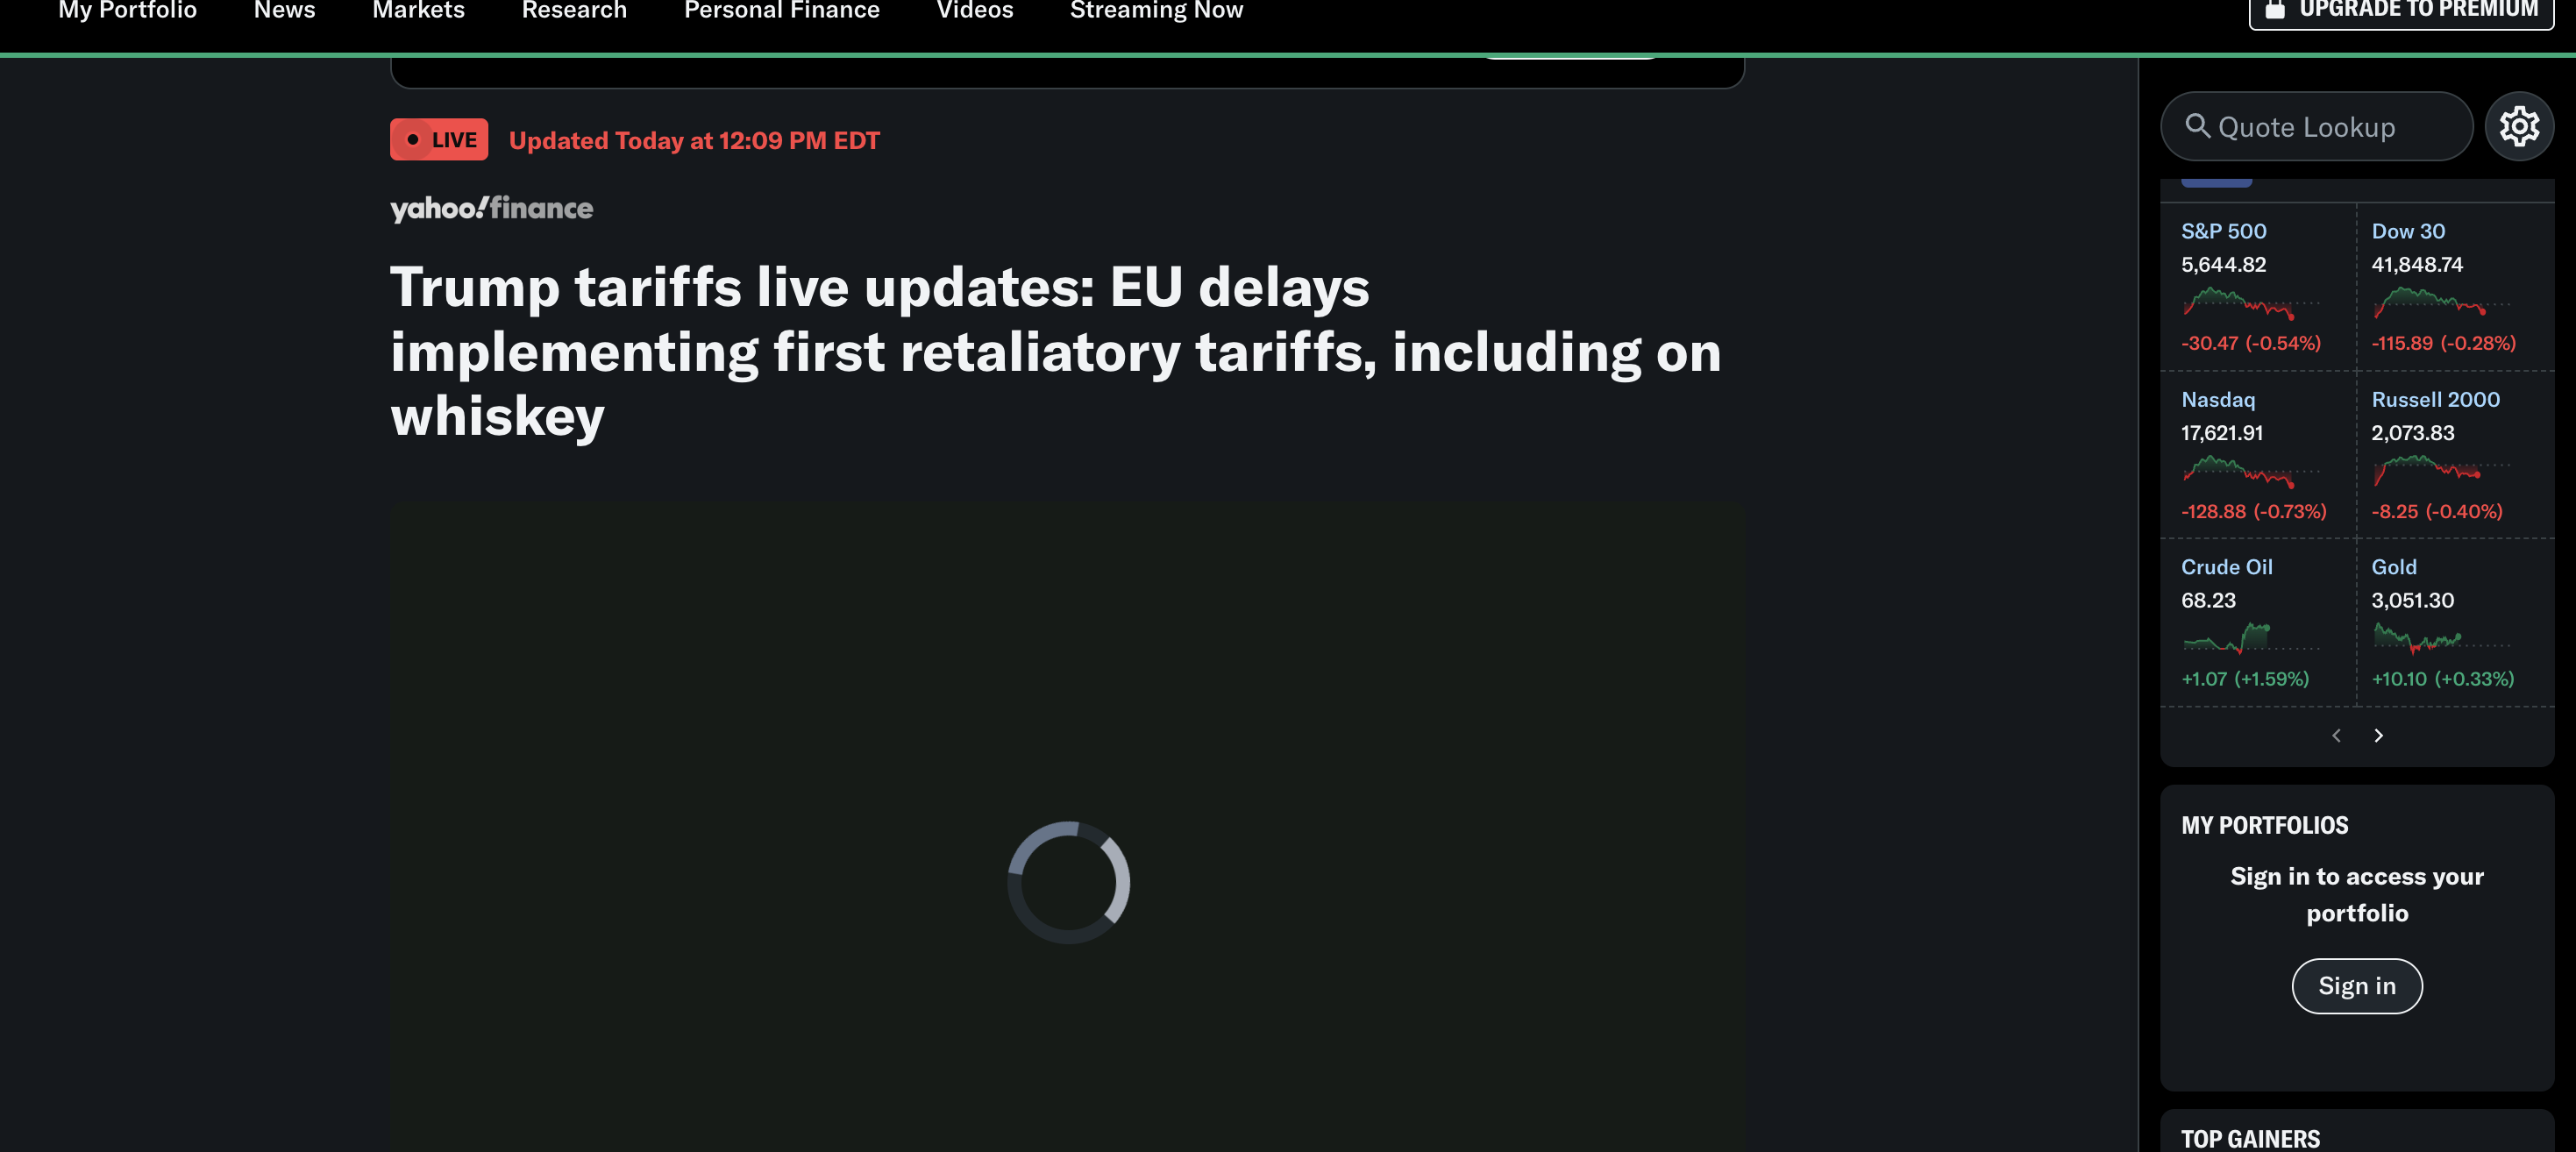 My Portfolio News Markets Research Personal Finance Videos Streaming Now
UPGRADE TO PREMIUM
LIVE Updated Today at 12:09 PM EDT
yahoo!finance
Trump tariffs live updates: EU delays
implementing first retaliatory tariffs, including on
whiskey
Quote Lookup
S&P 500
5,644.82
-30.47 (-0.54%)
Dow 30
41,848.74
-115.89 (-0.28%)
Nasdaq
17,621.91
-128.88 (-0.73%)
Russell 2000
2,073.83
-8.25 (-0.40%)
Crude Oil
68.23
+1.07 (+1.59%)
Gold
3,051.30
+10.10 (+0.33%)
MY PORTFOLIOS
Sign in to access your
portfolio
Sign in
TOP GAINERS